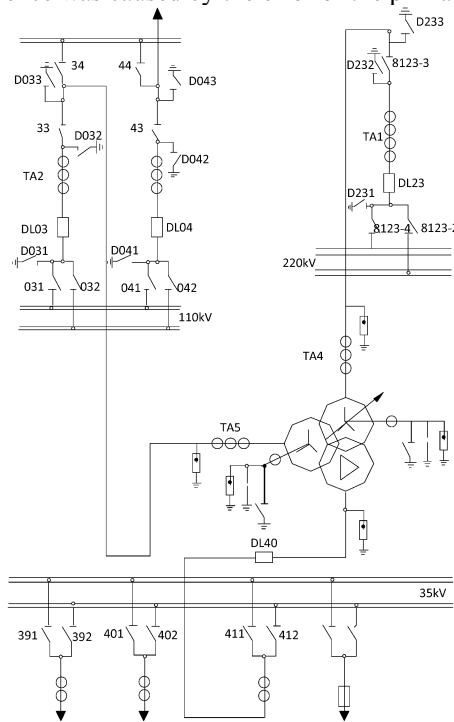 D233
34
44
D033
D043
D232
8123-3
33
D032
43
TA1
D042
TA2
DL23
D231
DL03
DL04
8123-4
8123-2
D031
D041
220kV
031
032
041
042
110kV
TA4
TA5
DL40
35kV
391
392
401
402
411
412